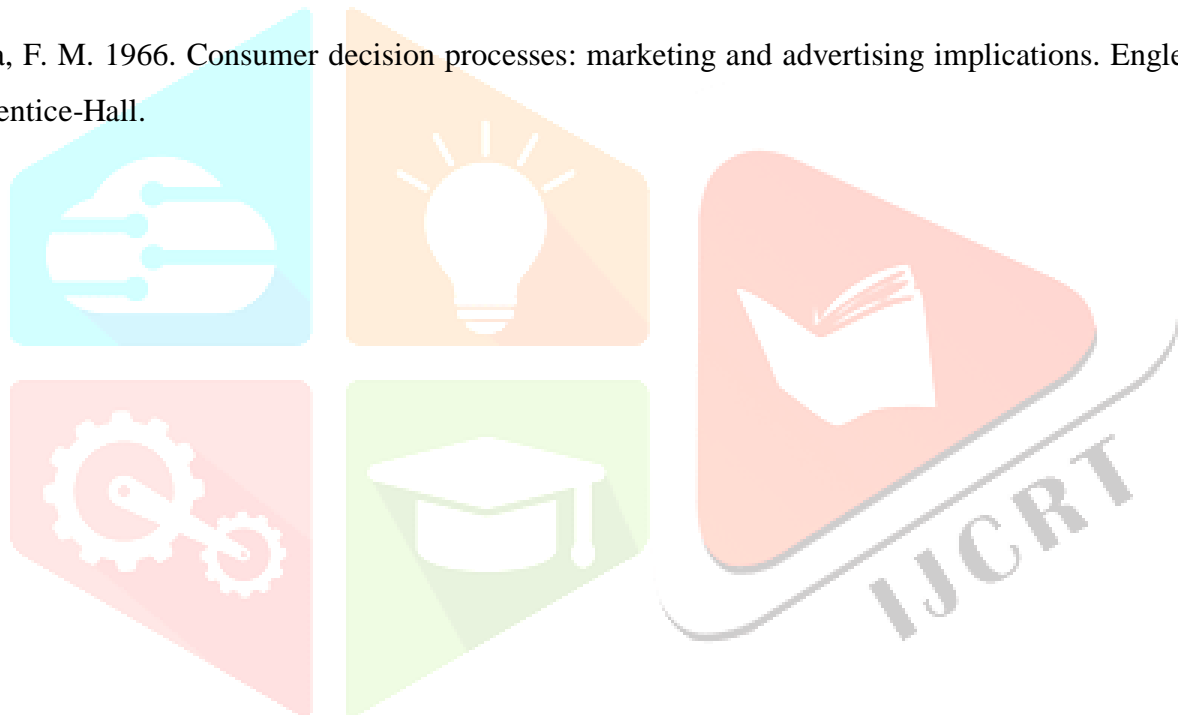 a, F. M. 1966. Consumer decision processes: marketing and advertising implications. Engle
entice-Hall.
IJCRT